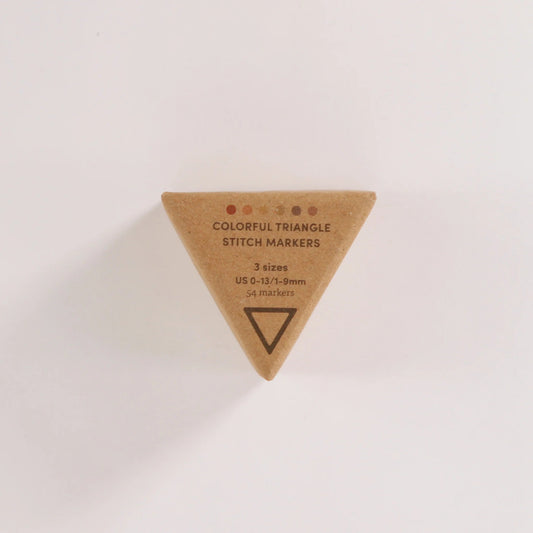 COLORFUL TRIANGLE
STITCH MARKERS
3 sizes
US 0-13/1-9mm
54 markers